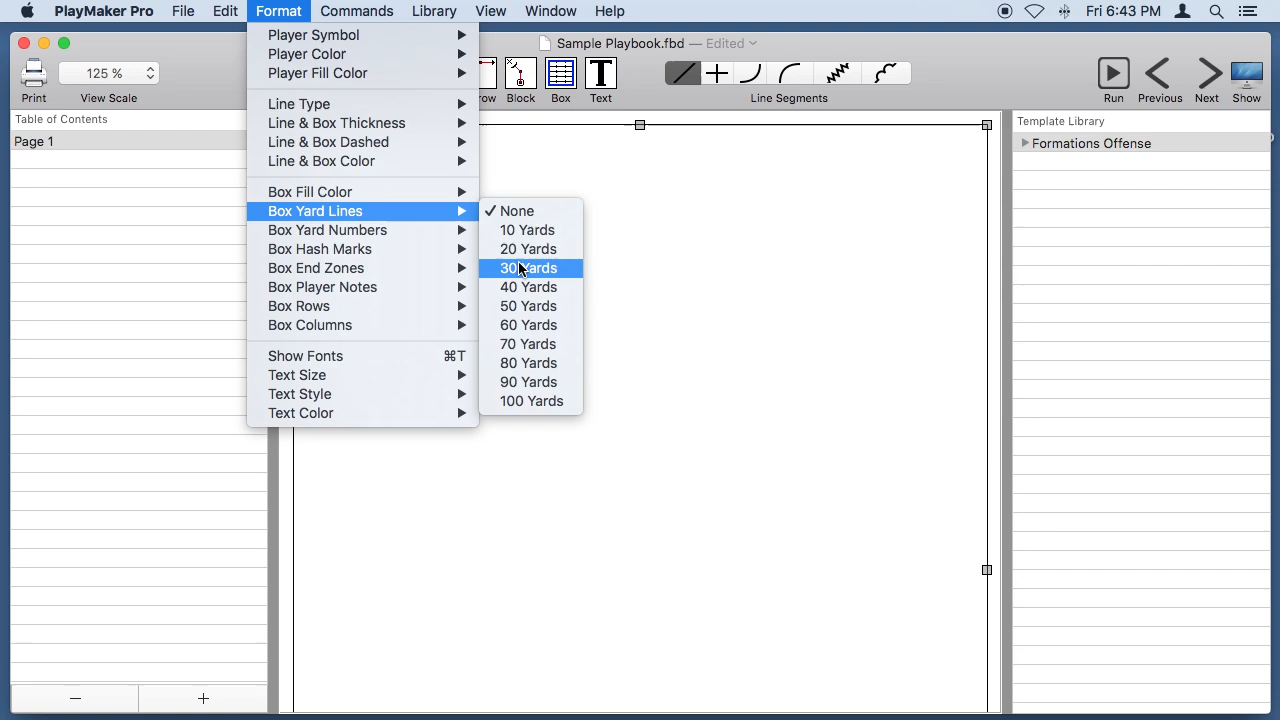 PlayMaker Pro File Edit Format Commands Library View Window Help Fri 6:43 PM
Sample Playbook.fbd — Edited
125 %
Print View Scale row Block Box Text Line Segments Run Previous Next Show
T
Table of Contents
Page 1
Template Library
Formations Offense
Player Symbol
Player Color
Player Fill Color
Line Type
Line & Box Thickness
Line & Box Dashed
Line & Box Color
Box Fill Color
Box Yard Lines
Box Yard Numbers
Box Hash Marks
Box End Zones
Box Player Notes
Box Rows
Box Columns
Show Fonts ⌘T
Text Size
Text Style
Text Color
✓ None
10 Yards
20 Yards
30 Yards
40 Yards
50 Yards
60 Yards
70 Yards
80 Yards
90 Yards
100 Yards
− +